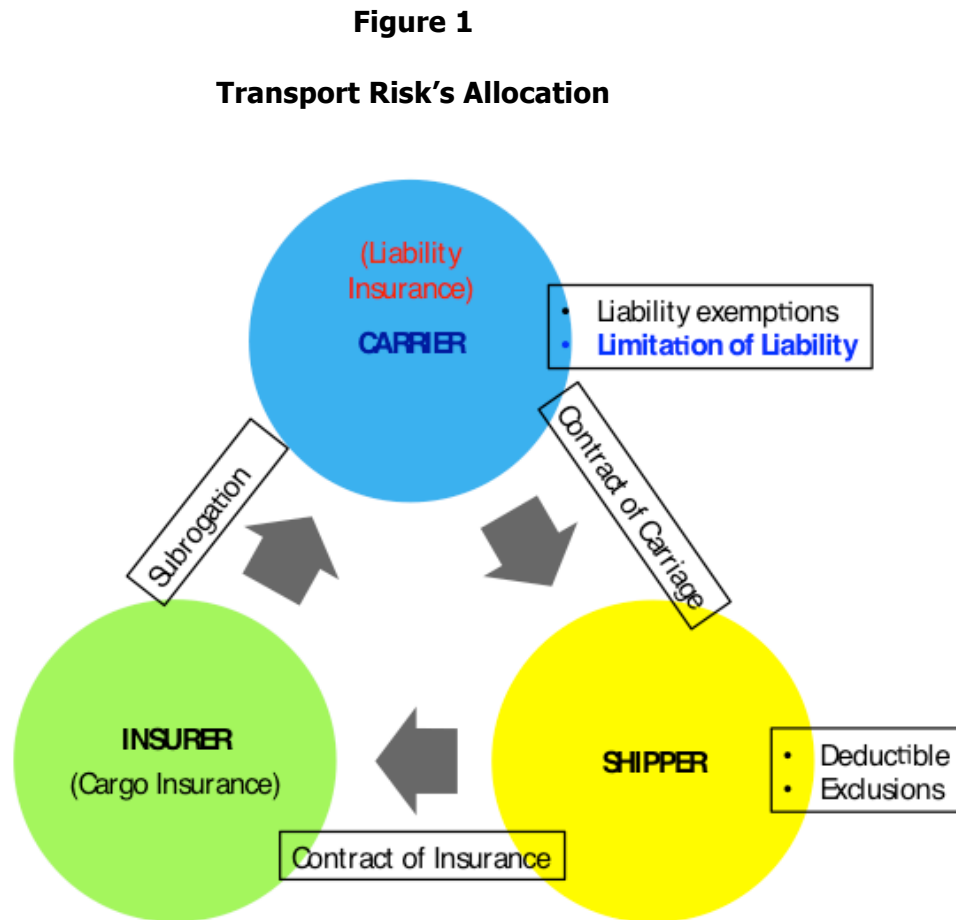 Figure 1
Transport Risk’s Allocation
(Liability
Insurance)
CARRIER
• Liability exemptions
• Limitation of Liability
Contract of Carriage
Subrogation
INSURER
(Cargo Insurance)
SHIPPER
• Deductible
• Exclusions
Contract of Insurance